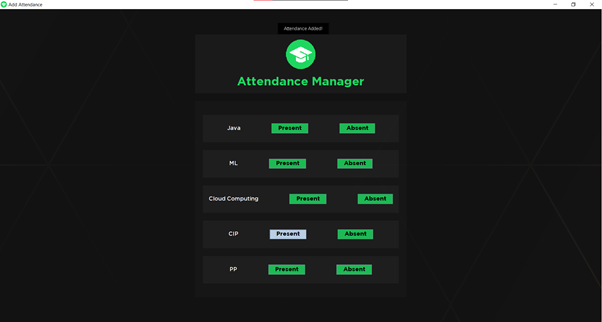 Add Attendance
Attendance Added!
Attendance Manager
Java Present Absent
ML Present Absent
Cloud Computing Present Absent
CIP Present Absent
PP Present Absent